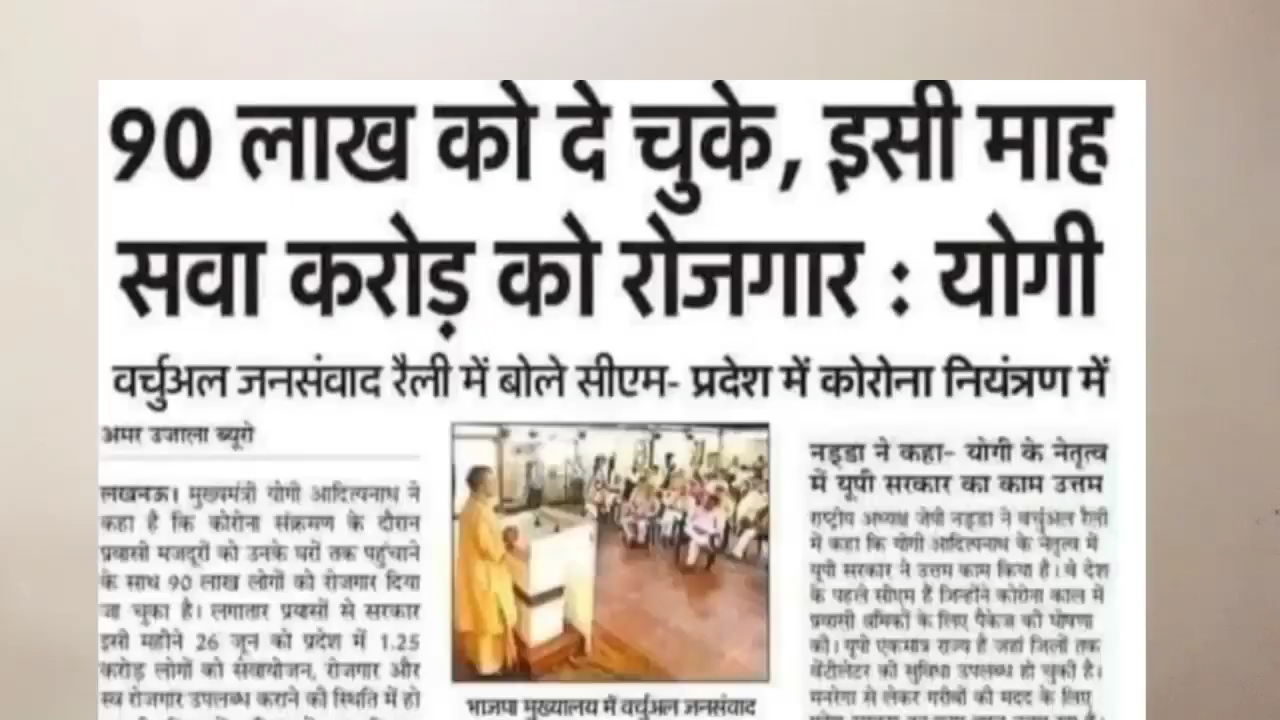 90 लाख को दे चुके, इसी माह
सवा करोड़ को रोजगार : योगी
वर्चुअल जनसंवाद रैली में बोले सीएम- प्रदेश में कोरोना नियंत्रण में
अमर उजाला ब्यूरो
लखनऊ। मुख्यमंत्री योगी आदित्यनाथ ने
कहा है कि कोरोना संक्रमण के दौरान
प्रवासी मजदूरों को उनके घरों तक पहुंचाने
के साथ 90 लाख लोगों को रोजगार दिया
जा चुका है। लगातार प्रयासों से सरकार
इसी महीने 26 जून को प्रदेश में 1.25
करोड़ लोगों को सेवायोजन, रोजगार और
स्व रोजगार उपलब्ध कराने की स्थिति में हो
भाजपा मुख्यालय में वर्चुअल जनसंवाद
नड्डा ने कहा- योगी के नेतृत्व
में यूपी सरकार का काम उत्तम
राष्ट्रीय अध्यक्ष जेपी नड्डा ने वर्चुअल रैली
में कहा कि योगी आदित्यनाथ के नेतृत्व में
यूपी सरकार ने उत्तम काम किया है। वे देश
के पहले सीएम हैं जिन्होंने कोरोना काल में
प्रवासी श्रमिकों के लिए पैकेज की घोषणा
की। यूपी एकमात्र राज्य है जहां जिलों तक
वेंटीलेटर की सुविधा उपलब्ध हो चुकी है।
मनरेगा से लेकर गरीबों की मदद के लिए